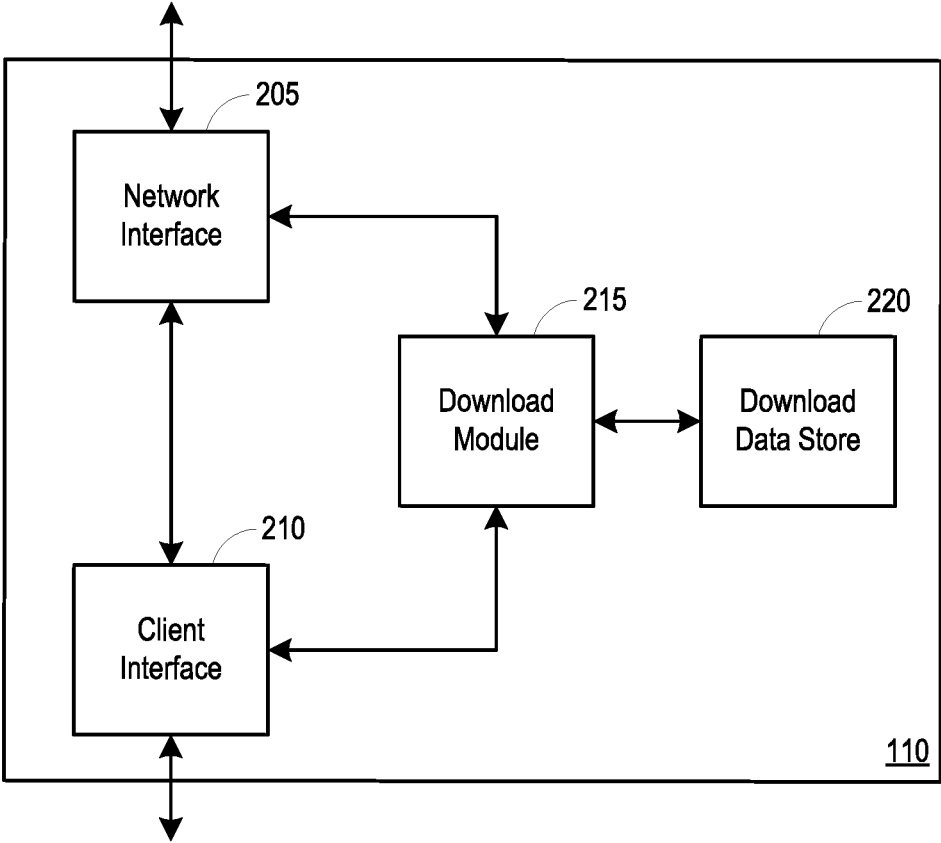 205
Network
Interface
215
220
Download
Module
Download
Data Store
210
Client
Interface
110